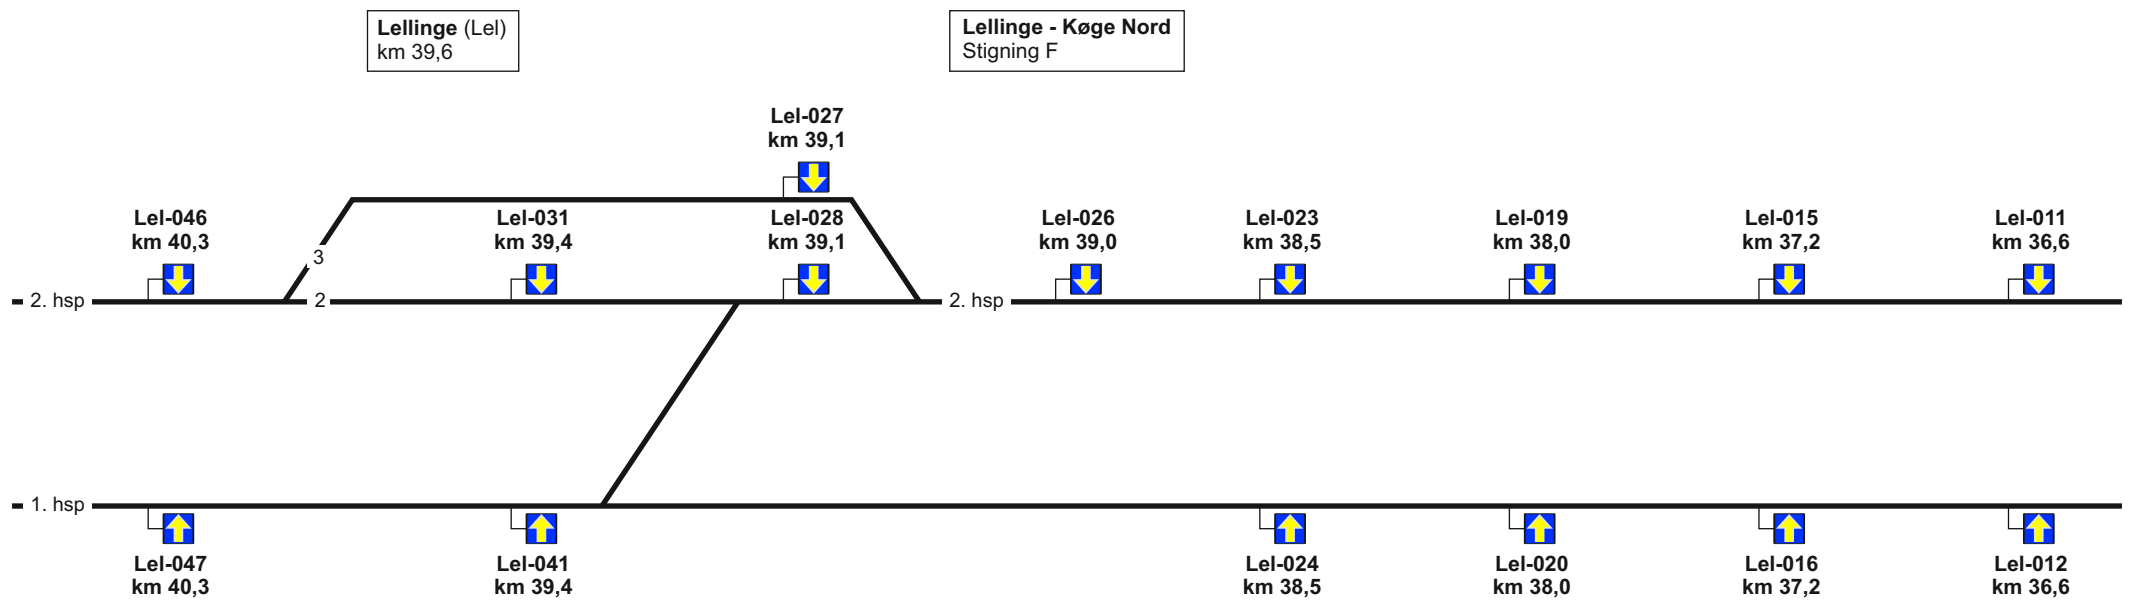 Lellinge (Lel)
km 39,6
Lellinge - Køge Nord
Stigning F
Lel-027
km 39,1
Lel-046
km 40,3
Lel-031
km 39,4
Lel-028
km 39,1
Lel-026
km 39,0
Lel-023
km 38,5
Lel-019
km 38,0
Lel-015
km 37,2
Lel-011
km 36,6
3
2. hsp
2
2. hsp
1. hsp
Lel-047
km 40,3
Lel-041
km 39,4
Lel-024
km 38,5
Lel-020
km 38,0
Lel-016
km 37,2
Lel-012
km 36,6